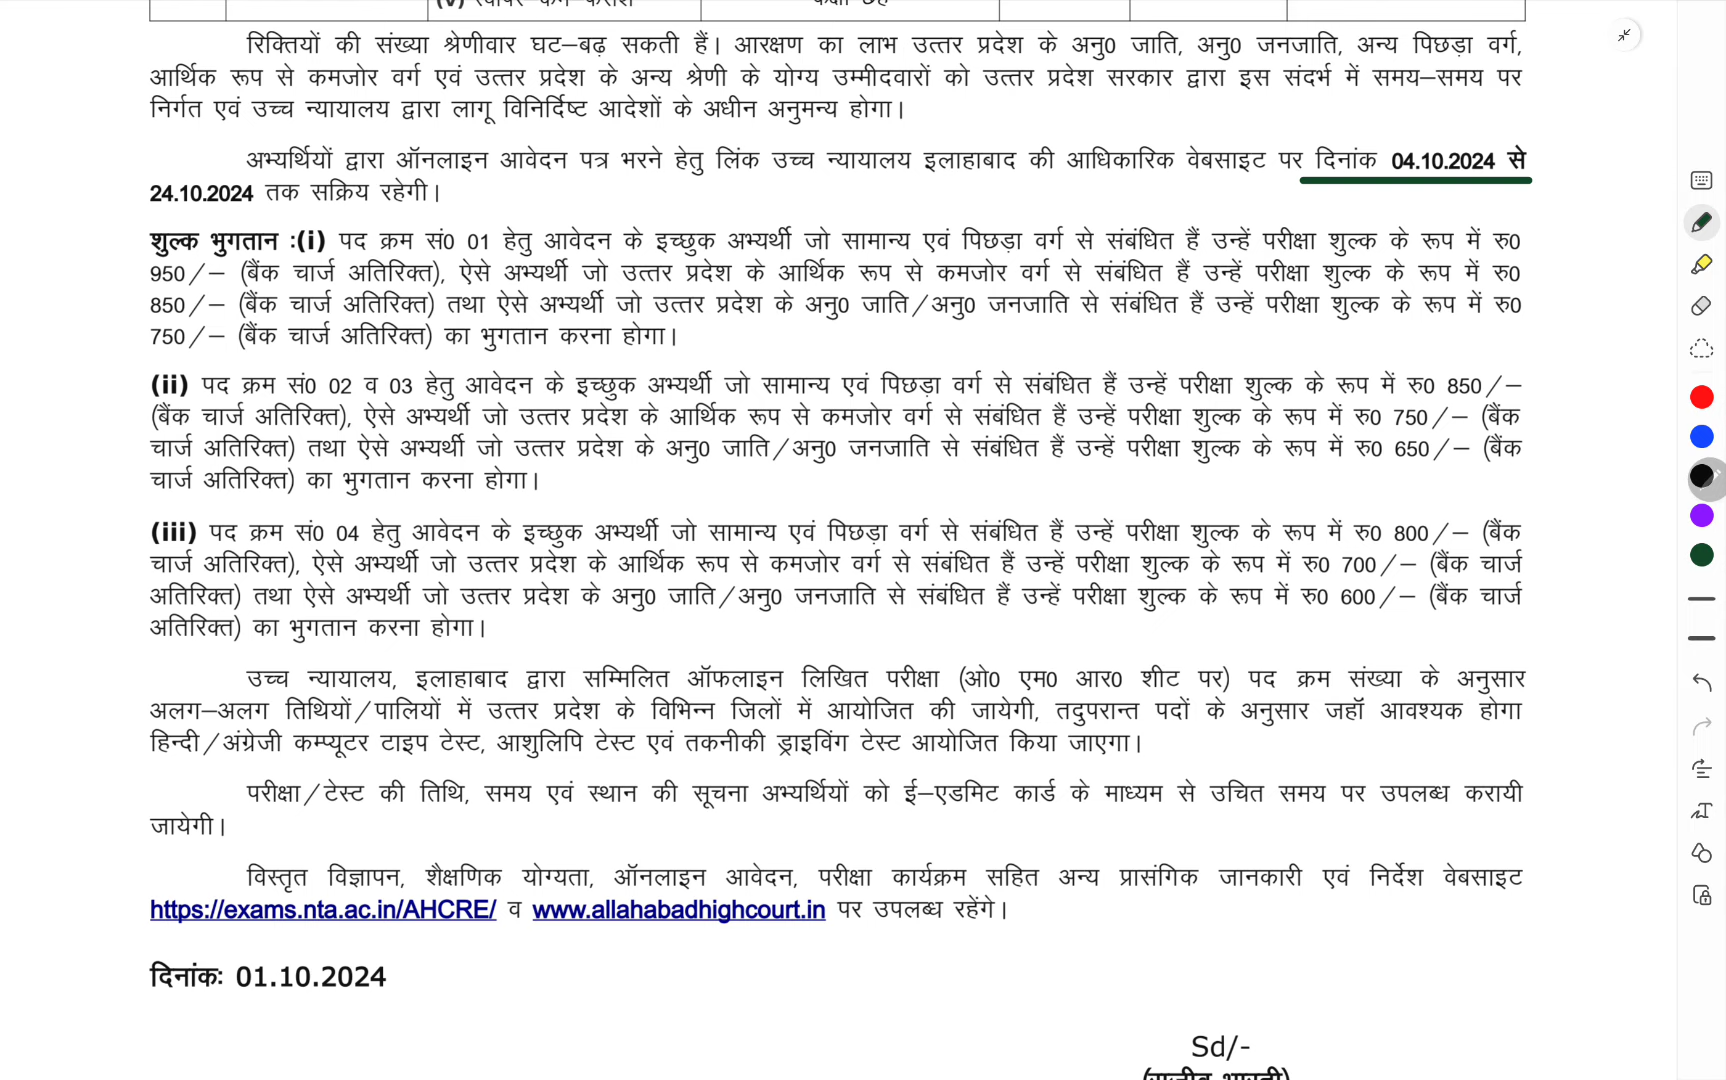 (v) स्वीपर–कम–फर्राश
कक्षा छह
रिक्तियों की संख्या श्रेणीवार घट–बढ़ सकती हैं। आरक्षण का लाभ उत्तर प्रदेश के अनु0 जाति, अनु0 जनजाति, अन्य पिछड़ा वर्ग,
आर्थिक रूप से कमजोर वर्ग एवं उत्तर प्रदेश के अन्य श्रेणी के योग्य उम्मीदवारों को उत्तर प्रदेश सरकार द्वारा इस संदर्भ में समय–समय पर
निर्गत एवं उच्च न्यायालय द्वारा लागू विनिर्दिष्ट आदेशों के अधीन अनुमन्य होगा।
अभ्यर्थियों द्वारा ऑनलाइन आवेदन पत्र भरने हेतु लिंक उच्च न्यायालय इलाहाबाद की आधिकारिक वेबसाइट पर दिनांक 04.10.2024 से
24.10.2024 तक सक्रिय रहेगी।
शुल्क भुगतान :(i) पद क्रम सं0 01 हेतु आवेदन के इच्छुक अभ्यर्थी जो सामान्य एवं पिछड़ा वर्ग से संबंधित हैं उन्हें परीक्षा शुल्क के रूप में रु0
950/– (बैंक चार्ज अतिरिक्त), ऐसे अभ्यर्थी जो उत्तर प्रदेश के आर्थिक रूप से कमजोर वर्ग से संबंधित हैं उन्हें परीक्षा शुल्क के रूप में रु0
850/– (बैंक चार्ज अतिरिक्त) तथा ऐसे अभ्यर्थी जो उत्तर प्रदेश के अनु0 जाति/अनु0 जनजाति से संबंधित हैं उन्हें परीक्षा शुल्क के रूप में रु0
750/– (बैंक चार्ज अतिरिक्त) का भुगतान करना होगा।
(ii) पद क्रम सं0 02 व 03 हेतु आवेदन के इच्छुक अभ्यर्थी जो सामान्य एवं पिछड़ा वर्ग से संबंधित हैं उन्हें परीक्षा शुल्क के रूप में रु0 850/–
(बैंक चार्ज अतिरिक्त), ऐसे अभ्यर्थी जो उत्तर प्रदेश के आर्थिक रूप से कमजोर वर्ग से संबंधित हैं उन्हें परीक्षा शुल्क के रूप में रु0 750/– (बैंक
चार्ज अतिरिक्त) तथा ऐसे अभ्यर्थी जो उत्तर प्रदेश के अनु0 जाति/अनु0 जनजाति से संबंधित हैं उन्हें परीक्षा शुल्क के रूप में रु0 650/– (बैंक
चार्ज अतिरिक्त) का भुगतान करना होगा।
(iii) पद क्रम सं0 04 हेतु आवेदन के इच्छुक अभ्यर्थी जो सामान्य एवं पिछड़ा वर्ग से संबंधित हैं उन्हें परीक्षा शुल्क के रूप में रु0 800/– (बैंक
चार्ज अतिरिक्त), ऐसे अभ्यर्थी जो उत्तर प्रदेश के आर्थिक रूप से कमजोर वर्ग से संबंधित हैं उन्हें परीक्षा शुल्क के रूप में रु0 700/– (बैंक चार्ज
अतिरिक्त) तथा ऐसे अभ्यर्थी जो उत्तर प्रदेश के अनु0 जाति/अनु0 जनजाति से संबंधित हैं उन्हें परीक्षा शुल्क के रूप में रु0 600/– (बैंक चार्ज
अतिरिक्त) का भुगतान करना होगा।
उच्च न्यायालय, इलाहाबाद द्वारा सम्मिलित ऑफलाइन लिखित परीक्षा (ओ0 एम0 आर0 शीट पर) पद क्रम संख्या के अनुसार
अलग–अलग तिथियों/पालियों में उत्तर प्रदेश के विभिन्न जिलों में आयोजित की जायेगी, तदुपरान्त पदों के अनुसार जहॉ आवश्यक होगा
हिन्दी/अंग्रेजी कम्प्यूटर टाइप टेस्ट, आशुलिपि टेस्ट एवं तकनीकी ड्राइविंग टेस्ट आयोजित किया जाएगा।
परीक्षा/टेस्ट की तिथि, समय एवं स्थान की सूचना अभ्यर्थियों को ई–एडमिट कार्ड के माध्यम से उचित समय पर उपलब्ध करायी
जायेगी।
विस्तृत विज्ञापन, शैक्षणिक योग्यता, ऑनलाइन आवेदन, परीक्षा कार्यक्रम सहित अन्य प्रासंगिक जानकारी एवं निर्देश वेबसाइट
https://exams.nta.ac.in/AHCRE/ व www.allahabadhighcourt.in पर उपलब्ध रहेंगे।
दिनांकः 01.10.2024
Sd/-
(राजीव भारती)